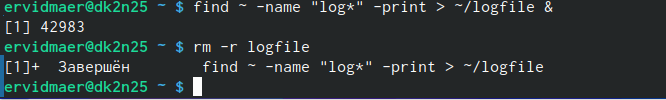 ervidmaer@dk2n25 ~ $ find ~ -name "log*" -print > ~/logfile &
[1] 42983
ervidmaer@dk2n25 ~ $ rm -r logfile
[1]+  Завершён        find ~ -name "log*" -print > ~/logfile
ervidmaer@dk2n25 ~ $